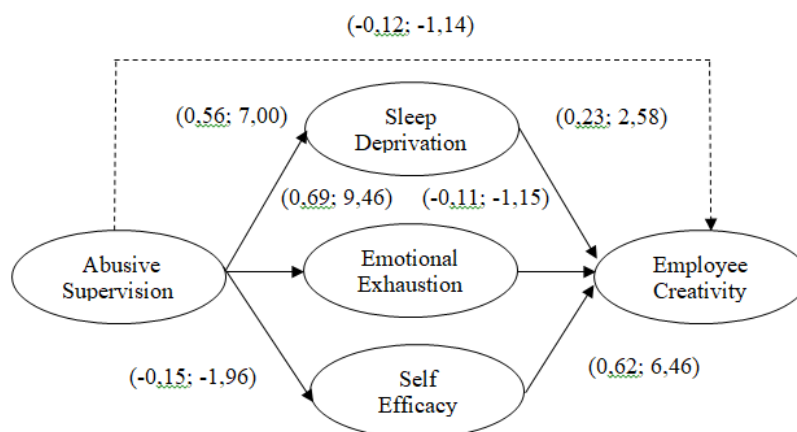 (-0,12; -1,14)
Sleep
Deprivation
(0,56; 7,00)
(0,23; 2,58)
(0,69; 9,46)
(-0,11; -1,15)
Abusive
Supervision
Emotional
Exhaustion
Employee
Creativity
(-0,15; -1,96)
Self
Efficacy
(0,62; 6,46)